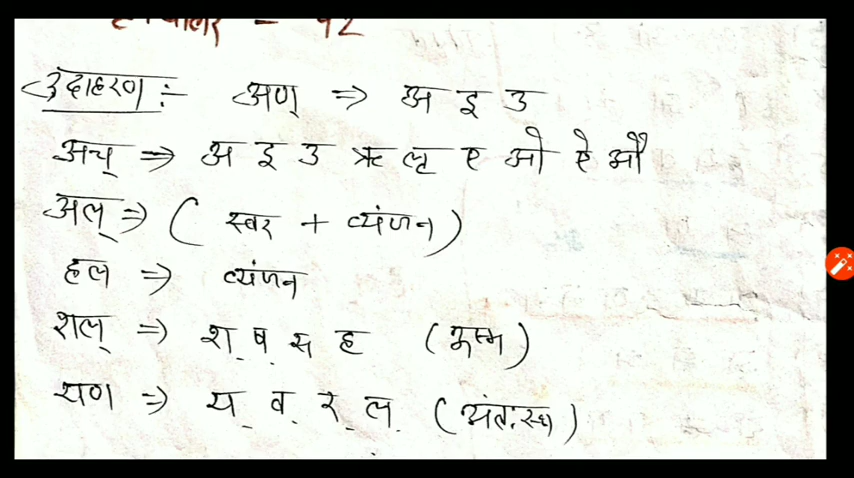 उदाहरण :- अण् ⇒ अ इ उ
अच् ⇒ अ इ उ ऋ लृ ए ओ ऐ औ
अल् ⇒ ( स्वर + व्यंजन )
हल ⇒ व्यंजन
शल् ⇒ श् ष् स ह (ऊष्म)
यण ⇒ य् व् र् ल् (अंतःस्थ)